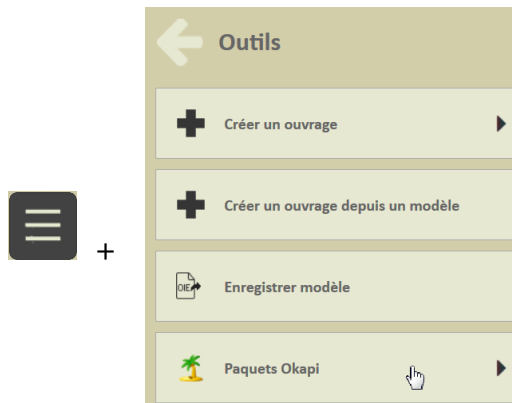 Outils
Créer un ouvrage
Créer un ouvrage depuis un modèle
+
OIE
Enregistrer modèle
Paquets Okapi